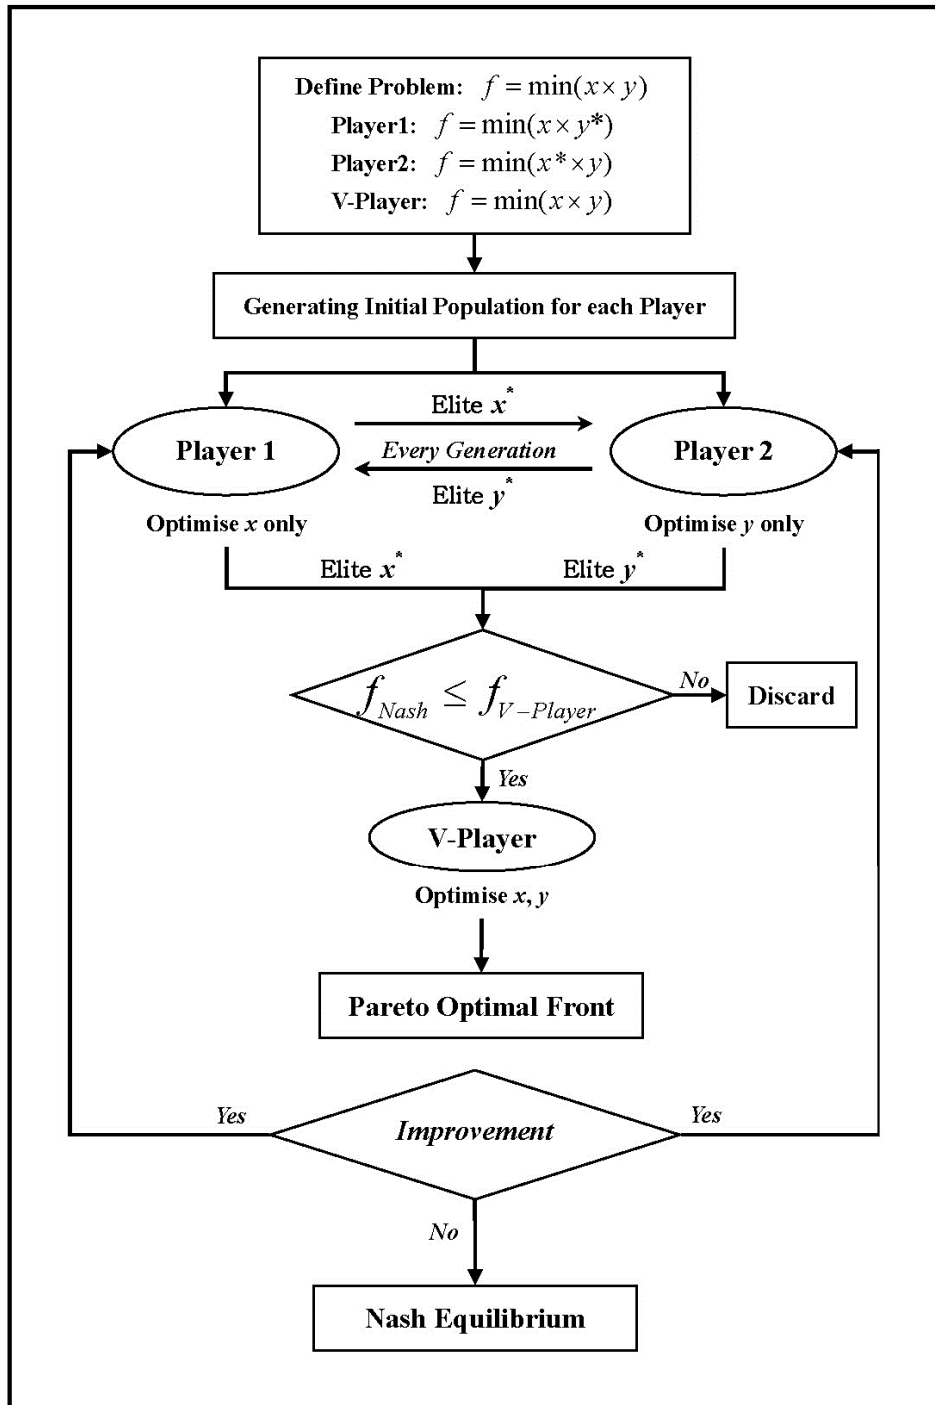 Define Problem: f = min(x × y)
Player1: f = min(x × y*)
Player2: f = min(x* × y)
V-Player: f = min(x × y)
Generating Initial Population for each Player
Elite x*
Player 1
Every Generation
Player 2
Elite y*
Optimise x only
Optimise y only
Elite x*
Elite y*
f Nash ≤ f V-Player
No
Discard
Yes
V-Player
Optimise x, y
Pareto Optimal Front
Yes
Improvement
Yes
No
Nash Equilibrium